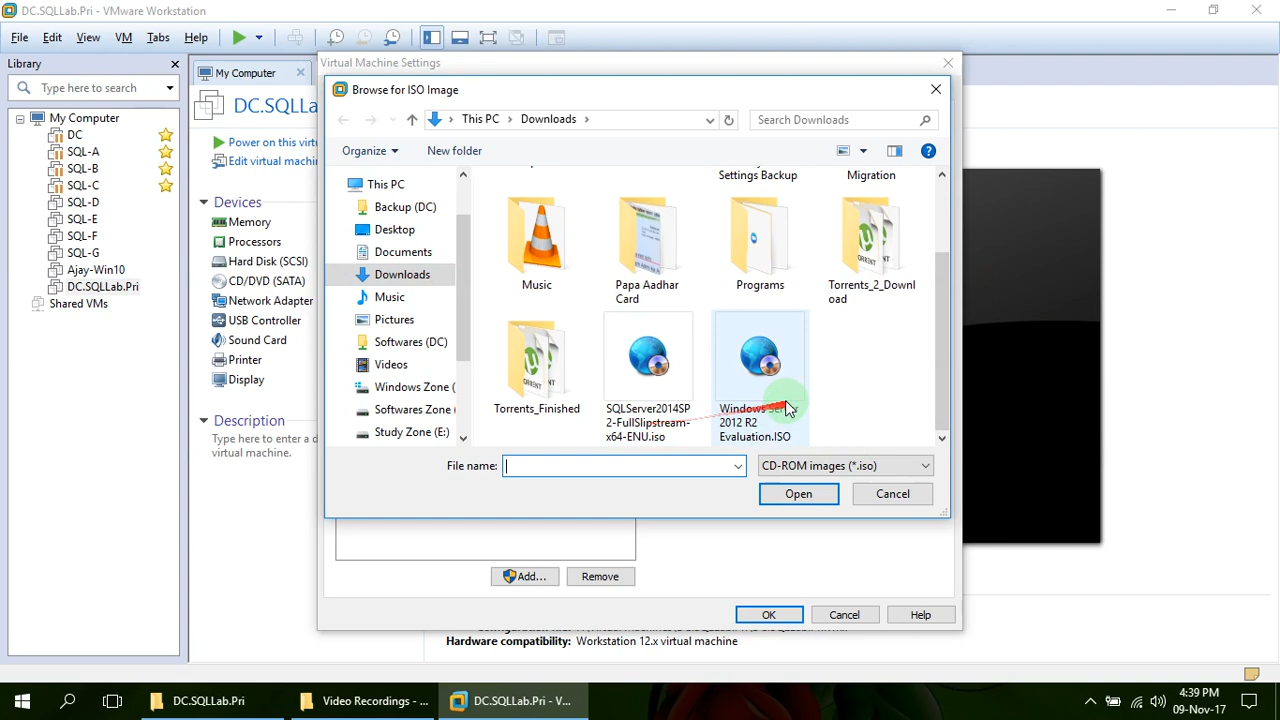 DC.SQLLab.Pri - VMware Workstation
File Edit View VM Tabs Help
Library
Type here to search
My Computer
DC
SQL-A
SQL-B
SQL-C
SQL-D
SQL-E
SQL-F
SQL-G
Ajay-Win10
DC.SQLLab.Pri
Shared VMs
My Computer
DC.SQLLa
Power on this virtu
Edit virtual machin
Devices
Memory
Processors
Hard Disk (SCSI)
CD/DVD (SATA)
Network Adapter
USB Controller
Sound Card
Printer
Display
Description
Type here to enter a d
this virtual machine.
Virtual Machine Settings
Browse for ISO Image
This PC
Downloads
Search Downloads
Organize
New folder
This PC
Backup (DC)
Desktop
Documents
Downloads
Music
Pictures
Softwares (DC)
Videos
Windows Zone (
Softwares Zone (
Study Zone (E:)
Settings Backup
Migration
Music
Papa Aadhar
Card
Programs
Torrents_2_Downl
oad
Torrents_Finished
SQLServer2014SP
2-FullSlipstream-
x64-ENU.iso
Windows Server
2012 R2
Evaluation.ISO
File name:
CD-ROM images (*.iso)
Open
Cancel
Add...
Remove
OK
Cancel
Help
Hardware compatibility: Workstation 12.x virtual machine
DC.SQLLab.Pri
Video Recordings - ...
DC.SQLLab.Pri - V...
4:39 PM
09-Nov-17